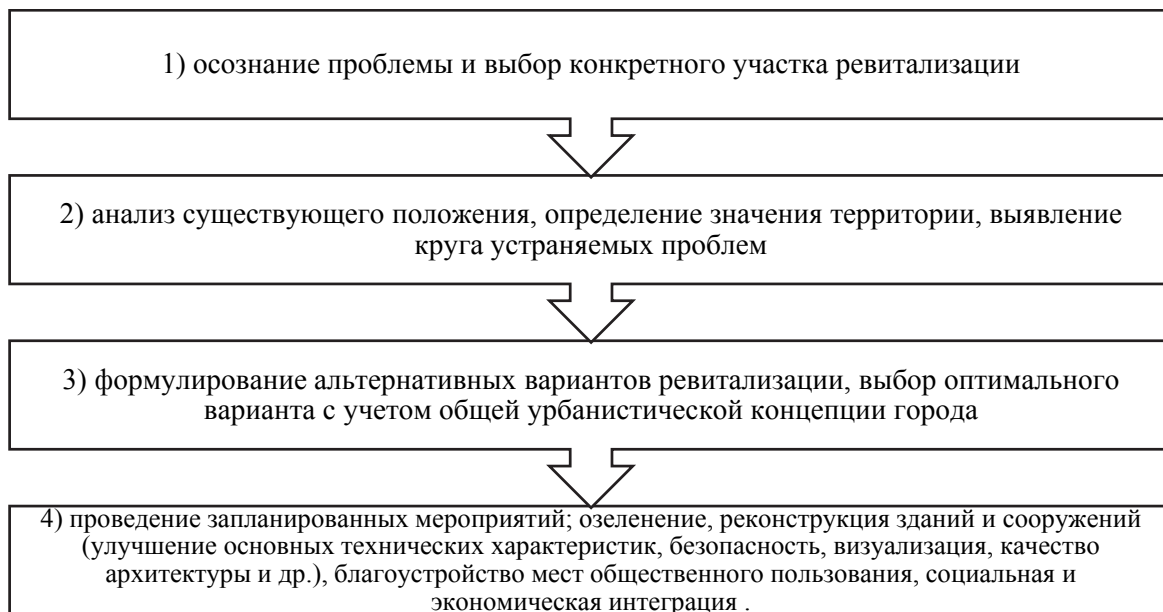 1) осознание проблемы и выбор конкретного участка ревитализации
2) анализ существующего положения, определение значения территории, выявление
круга устраняемых проблем
3) формулирование альтернативных вариантов ревитализации, выбор оптимального
варианта с учетом общей урбанистической концепции города
4) проведение запланированных мероприятий; озеленение, реконструкция зданий и сооружений
(улучшение основных технических характеристик, безопасность, визуализация, качество
архитектуры и др.), благоустройство мест общественного пользования, социальная и
экономическая интеграция .